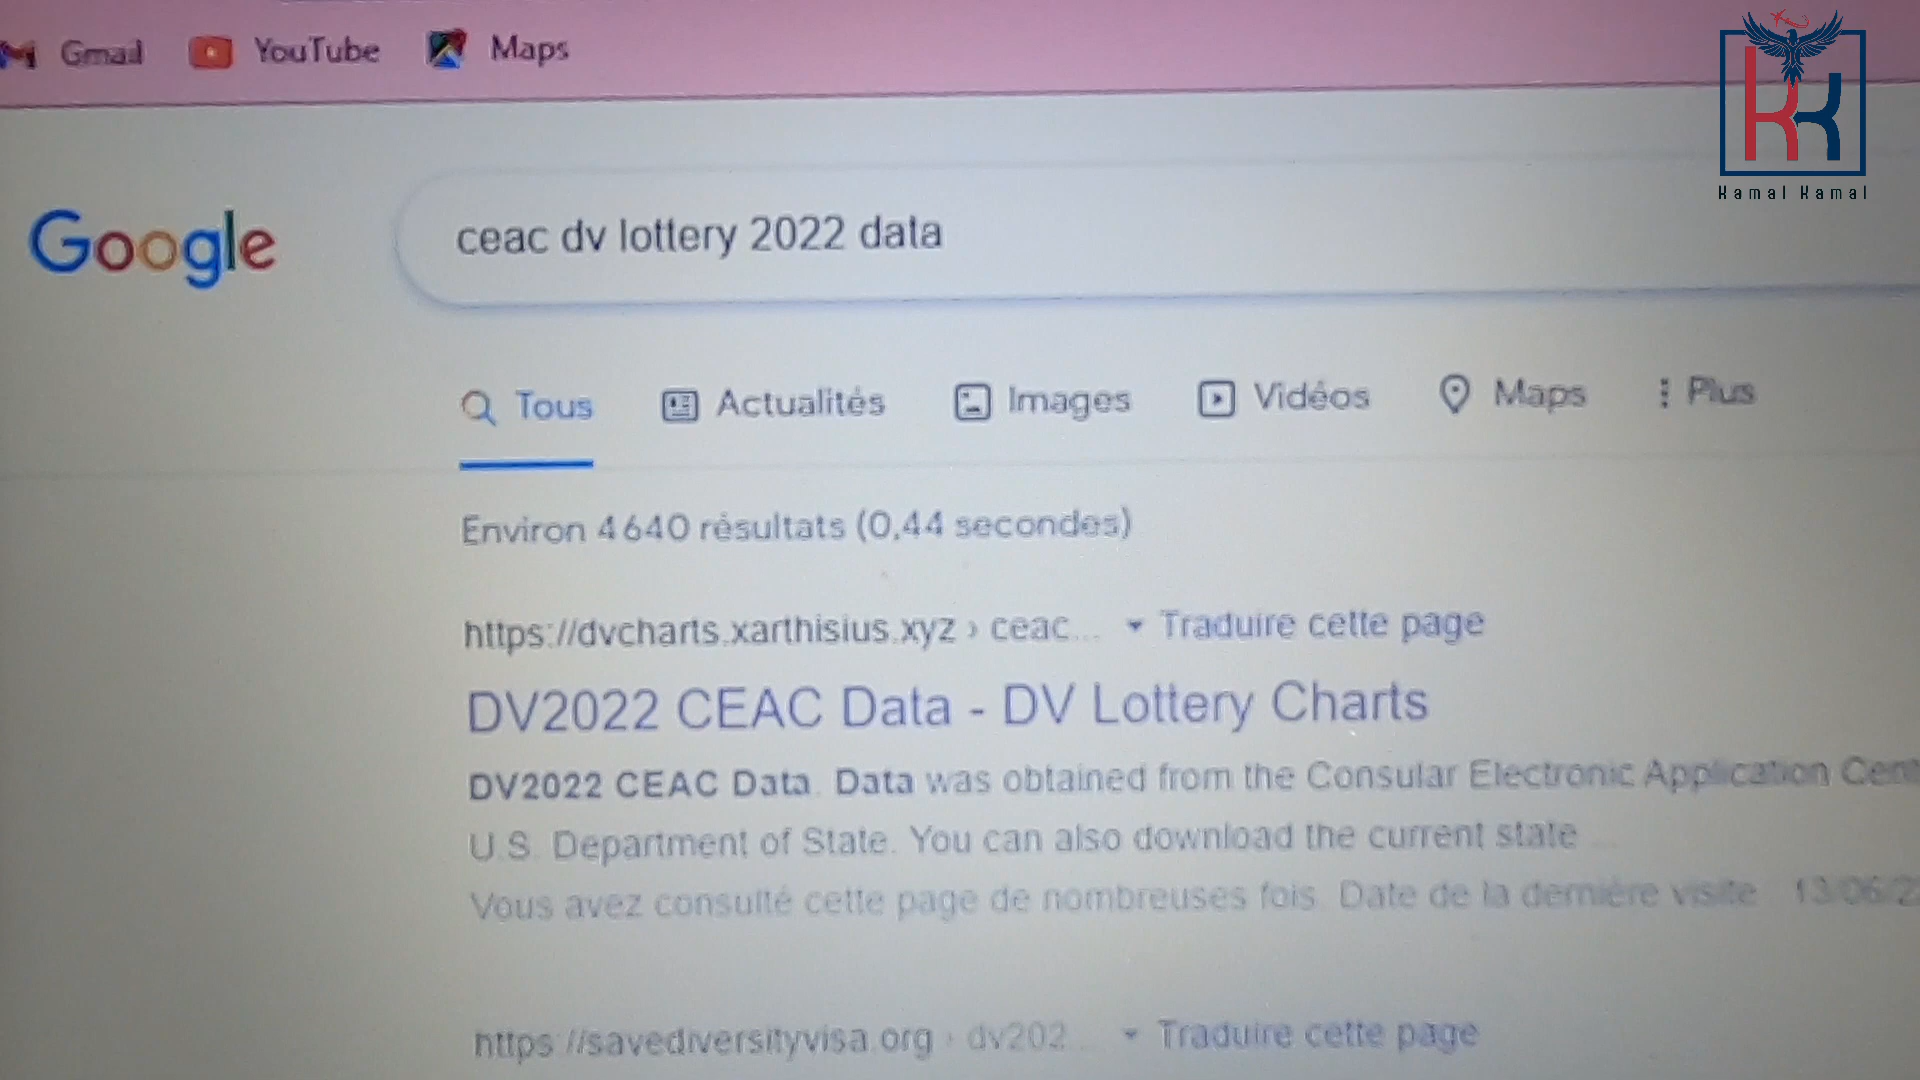 Gmail YouTube Maps
Kamal Kamal
Google
ceac dv lottery 2022 data
Tous Actualités Images Vidéos Maps Plus
Environ 4 640 résultats (0,44 secondes)
https://dvcharts.xarthisius.xyz › ceac... Traduire cette page
DV2022 CEAC Data - DV Lottery Charts
DV2022 CEAC Data. Data was obtained from the Consular Electronic Application Cent
U.S. Department of State. You can also download the current state ...
Vous avez consulté cette page de nombreuses fois. Date de la dernière visite 13/06/2
https://savediversityvisa.org › dv202... Traduire cette page